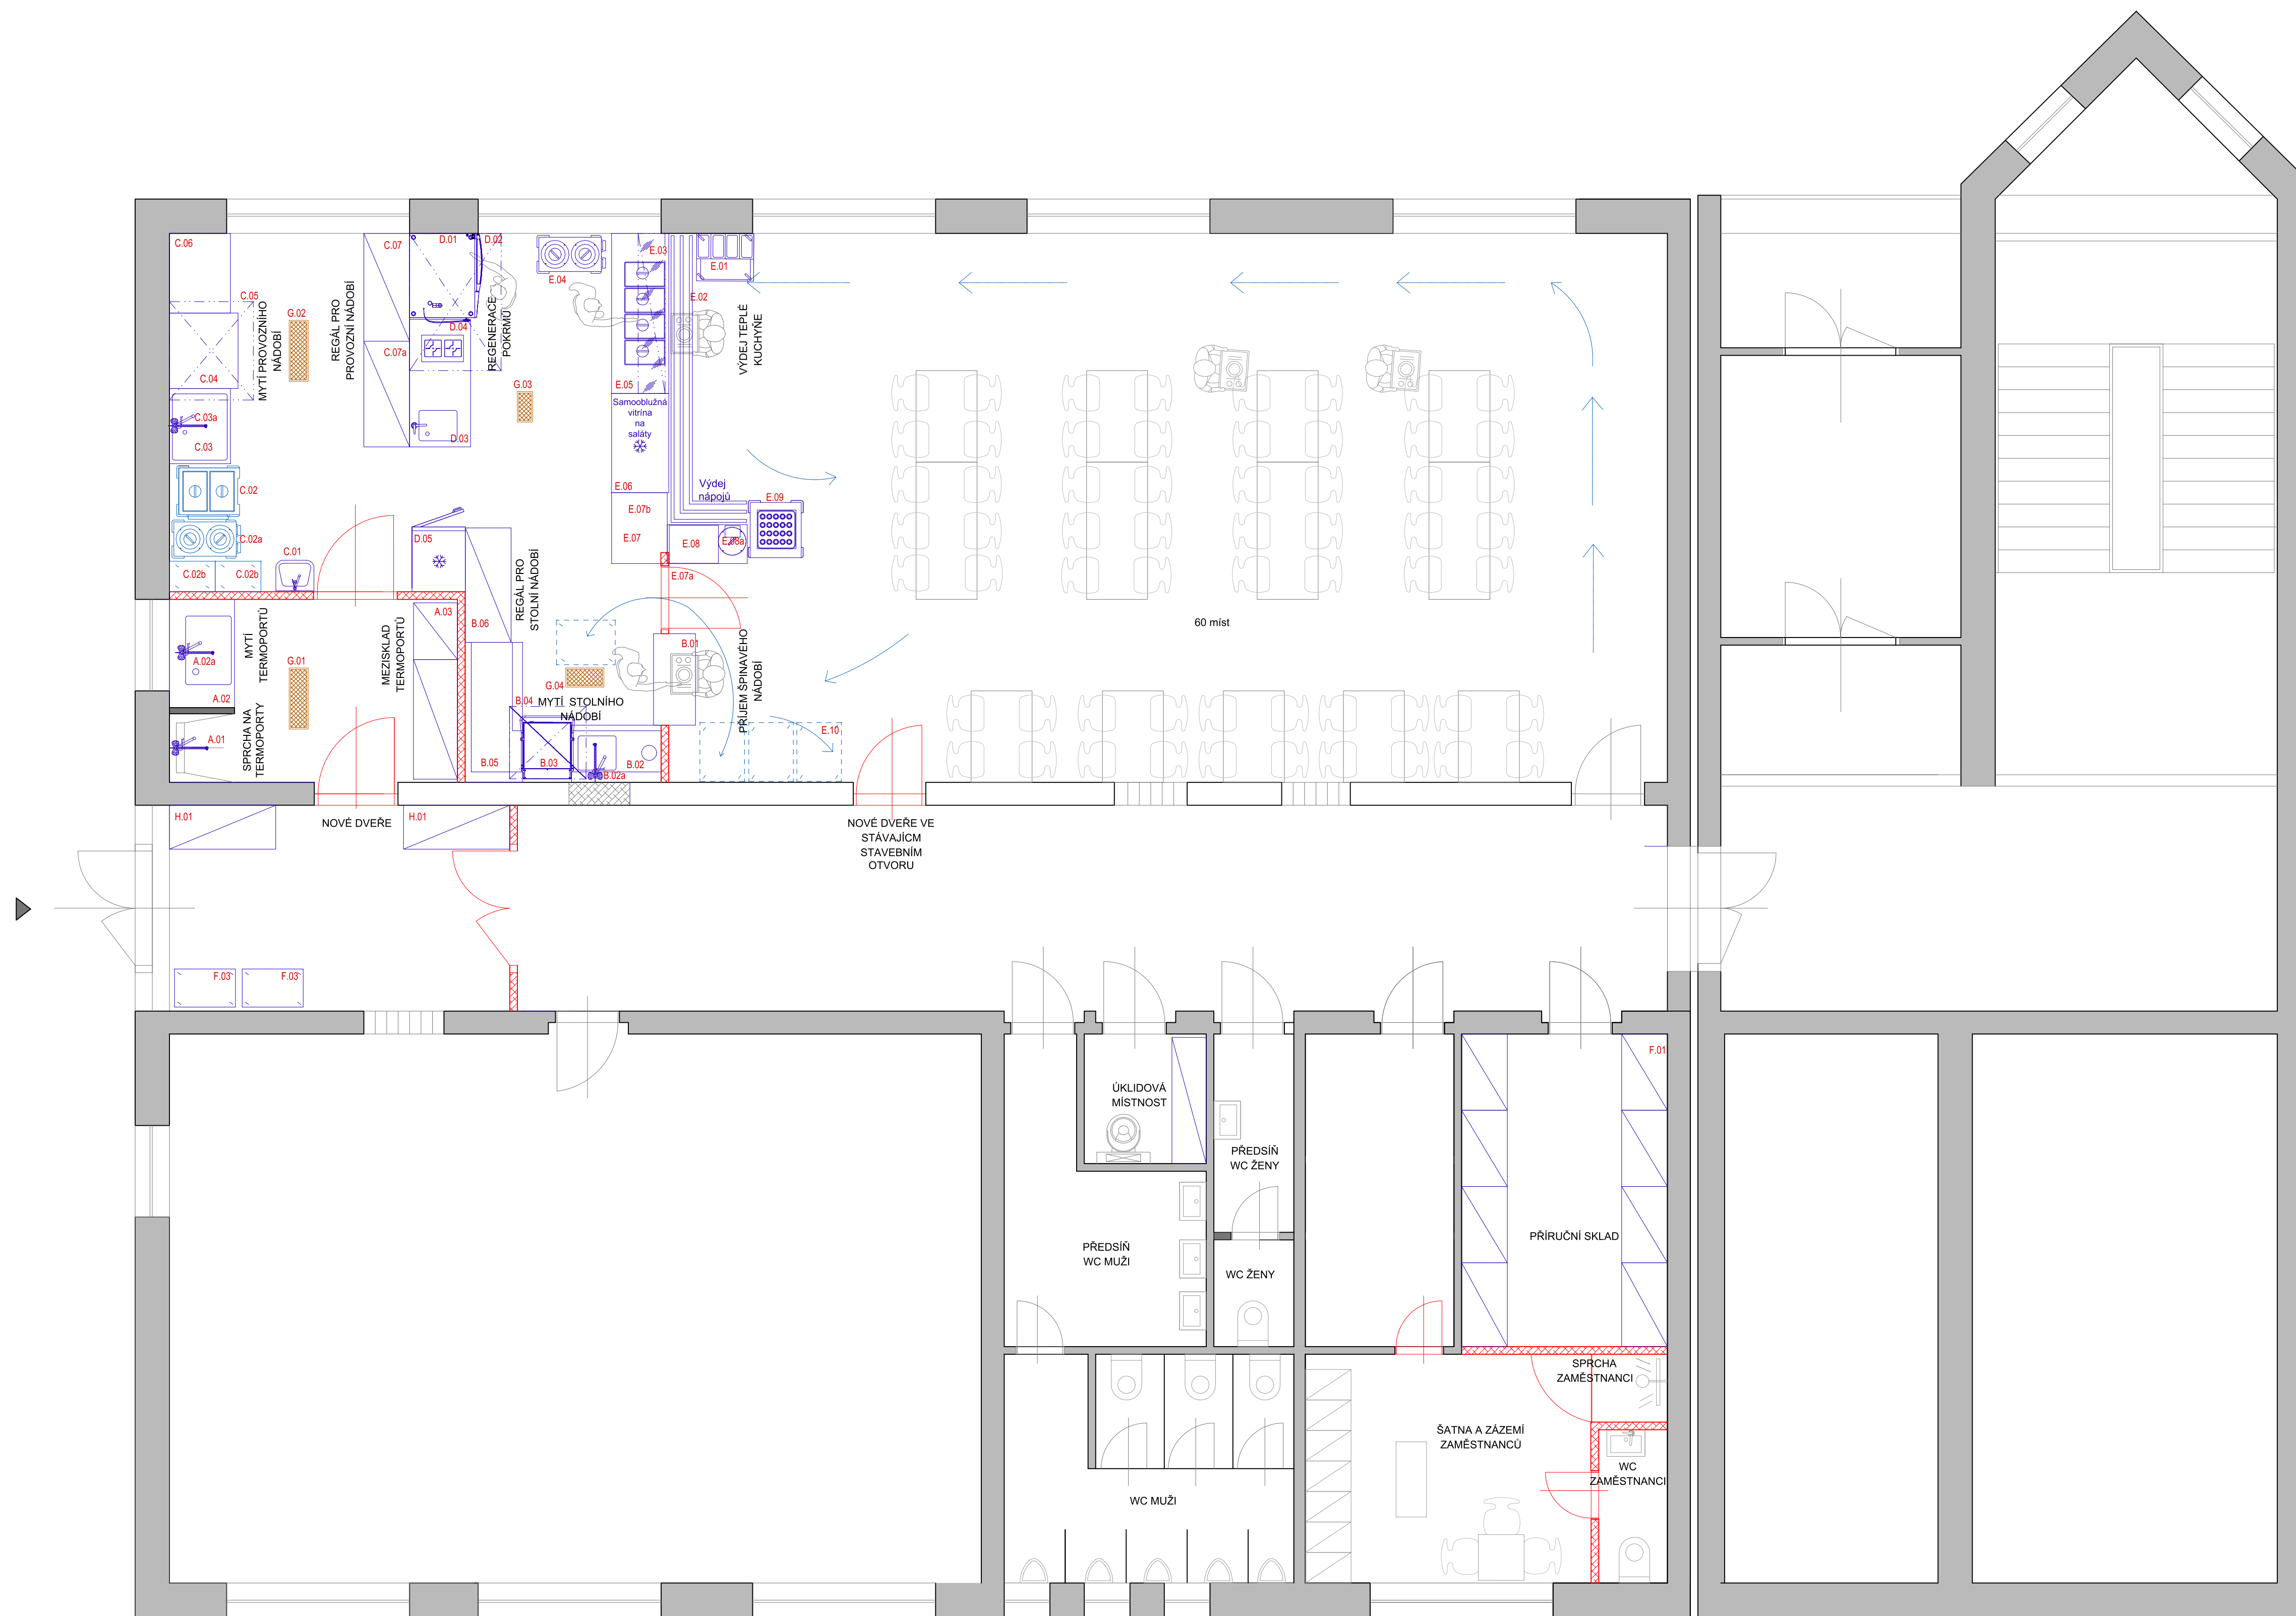 C.06
C.05
MYTÍ PROVOZNÍHO
NÁDOBÍ
G.02
C.04
C.03a
C.03
C.02
C.02a
C.02b
C.02b
C.01
REGÁL PRO
PROVOZNÍ NÁDOBÍ
C.07
C.07a
D.01
D.02
D.04
D.03
D.05
REGENERACE
POKRMŮ
G.03
E.04
E.03
E.05
Samooblužná
vitrína
na
saláty
E.06
E.07b
E.07
E.01
E.02
VÝDEJ TEPLÉ
KUCHYŇE
Výdej
nápojů
E.09
E.08
E.08a
E.07a
60 míst
MYTÍ
TERMOPORTŮ
A.02a
A.02
G.01
SPRCHA NA
TERMOPORTY
A.01
MEZISKLAD
TERMOPORTŮ
A.03
B.06
REGÁL PRO
STOLNÍ NÁDOBÍ
G.04
B.04
MYTÍ  STOLNÍHO
NÁDOBÍ
B.05
B.03
B.02a
B.02
B.01
PŘÍJEM ŠPINAVÉHO
NÁDOBÍ
E.10
H.01
NOVÉ DVEŘE
H.01
NOVÉ DVEŘE VE
STÁVAJÍCM
STAVEBNÍM
OTVORU
F.03
F.03
ÚKLIDOVÁ
MÍSTNOST
PŘEDSÍŇ
WC ŽENY
F.01
PŘEDSÍŇ
WC MUŽI
WC ŽENY
PŘÍRUČNÍ SKLAD
SPRCHA
ZAMĚSTNANCI
ŠATNA A ZÁZEMÍ
ZAMĚSTNANCŮ
WC
ZAMĚSTNANCI
WC MUŽI